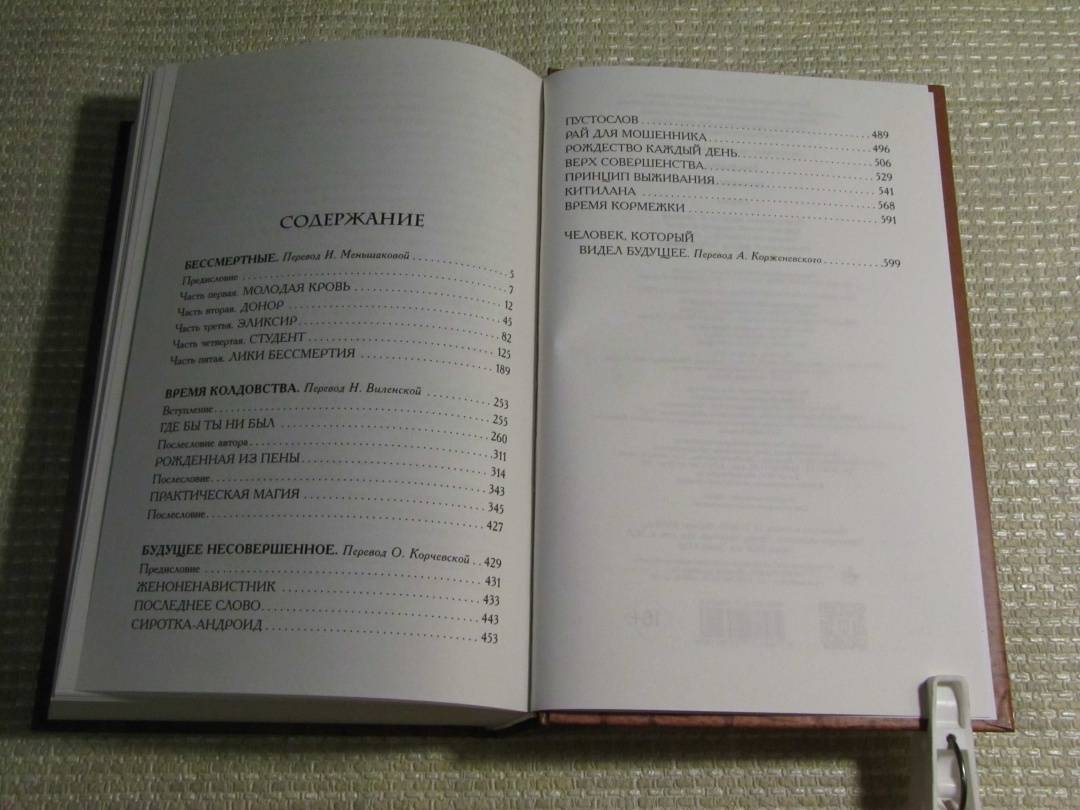 СОДЕРЖАНИЕ
БЕССМЕРТНЫЕ. Перевод И. Меньшаковой 5
Предисловие 7
Часть первая. МОЛОДАЯ КРОВЬ 12
Часть вторая. ДОНОР 45
Часть третья. ЭЛИКСИР 82
Часть четвертая. СТУДЕНТ 125
Часть пятая. ЛИКИ БЕССМЕРТИЯ 189
ВРЕМЯ КОЛДОВСТВА. Перевод Н. Виленской 253
Вступление 255
ГДЕ БЫ ТЫ НИ БЫЛ 260
Послесловие автора 311
РОЖДЕННАЯ ИЗ ПЕНЫ 314
Послесловие 343
ПРАКТИЧЕСКАЯ МАГИЯ 345
Послесловие 427
БУДУЩЕЕ НЕСОВЕРШЕННОЕ. Перевод О. Корчевской 429
Предисловие 431
ЖЕНОНЕНАВИСТНИК 433
ПОСЛЕДНЕЕ СЛОВО 443
СИРОТКА-АНДРОИД 453
ПУСТОСЛОВ 489
РАЙ ДЛЯ МОШЕННИКА 496
РОЖДЕСТВО КАЖДЫЙ ДЕНЬ 506
ВЕРХ СОВЕРШЕНСТВА 529
ПРИНЦИП ВЫЖИВАНИЯ 541
КИТИЛАНА 568
ВРЕМЯ КОРМЕЖКИ 591
ЧЕЛОВЕК, КОТОРЫЙ
ВИДЕЛ БУДУЩЕЕ. Перевод А. Корженевского 599